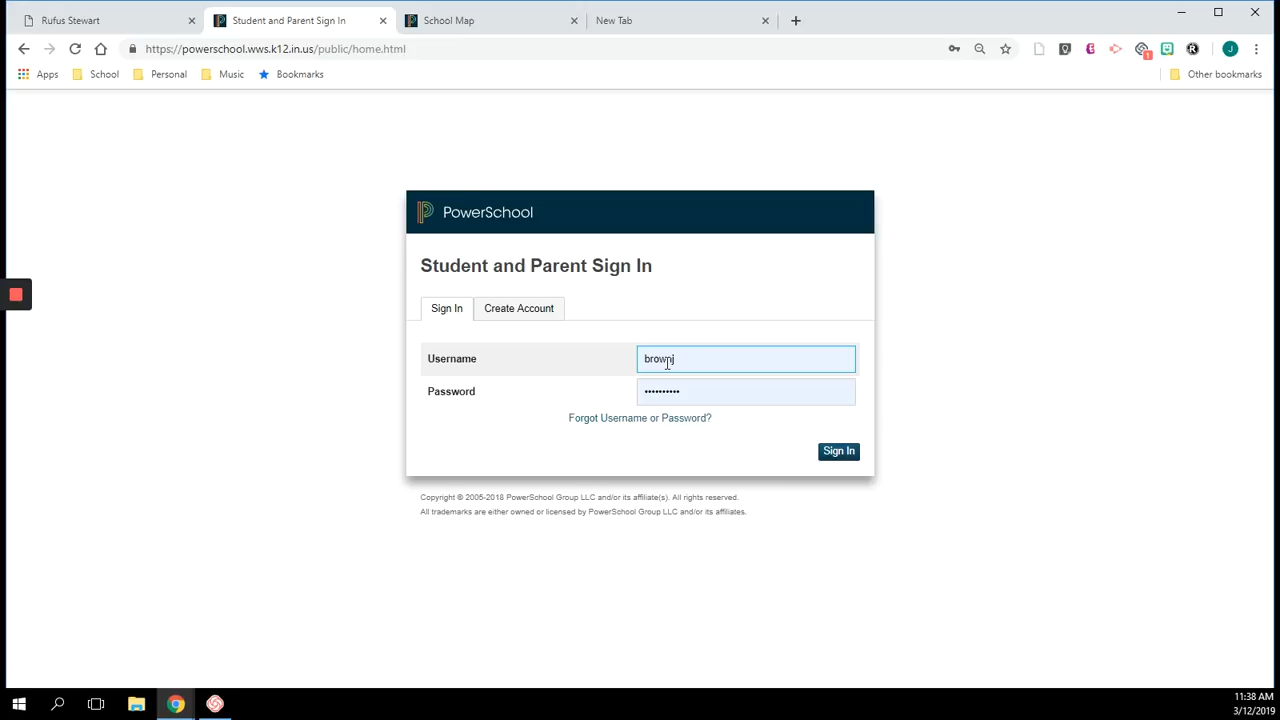 Rufus Stewart
Student and Parent Sign In
School Map
New Tab
https://powerschool.wws.k12.in.us/public/home.html
1
J
Apps
School
Personal
Music
Bookmarks
Other bookmarks
PowerSchool
Student and Parent Sign In
Sign In
Create Account
Username
brownj
Password
••••••••••
Forgot Username or Password?
Sign In
Copyright © 2005-2018 PowerSchool Group LLC and/or its affiliate(s). All rights reserved.
All trademarks are either owned or licensed by PowerSchool Group LLC and/or its affiliates.
11:38 AM
3/12/2019